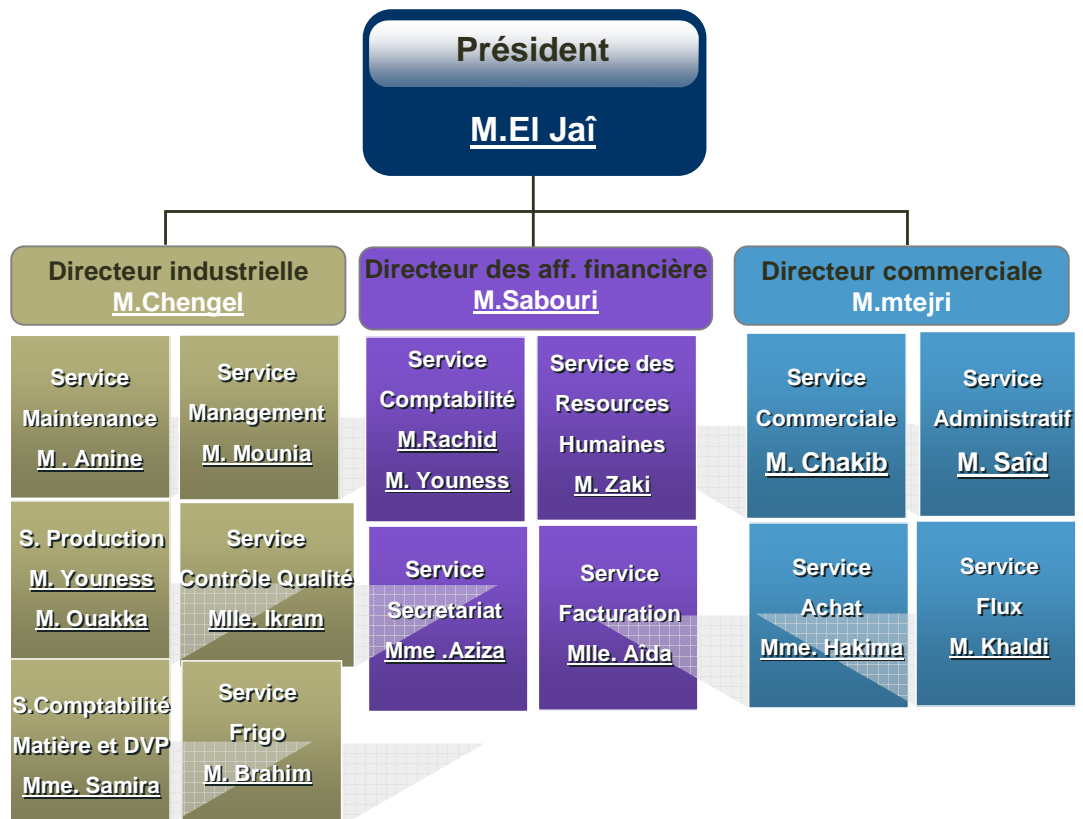 Président
M.El Jaî
Directeur industrielle
M.Chengel
Directeur des aff. financière
M.Sabouri
Directeur commerciale
M.mtejri
Service
Maintenance
M . Amine
Service
Management
M. Mounia
Service
Comptabilité
M.Rachid
M. Youness
Service des
Resources
Humaines
M. Zaki
Service
Commerciale
M. Chakib
Service
Administratif
M. Saîd
S. Production
M. Youness
M. Ouakka
Service
Contrôle Qualité
Mlle. Ikram
Service
Secretariat
Mme .Aziza
Service
Facturation
Mlle. Aîda
Service
Achat
Mme. Hakima
Service
Flux
M. Khaldi
S.Comptabilité
Matière et DVP
Mme. Samira
Service
Frigo
M. Brahim